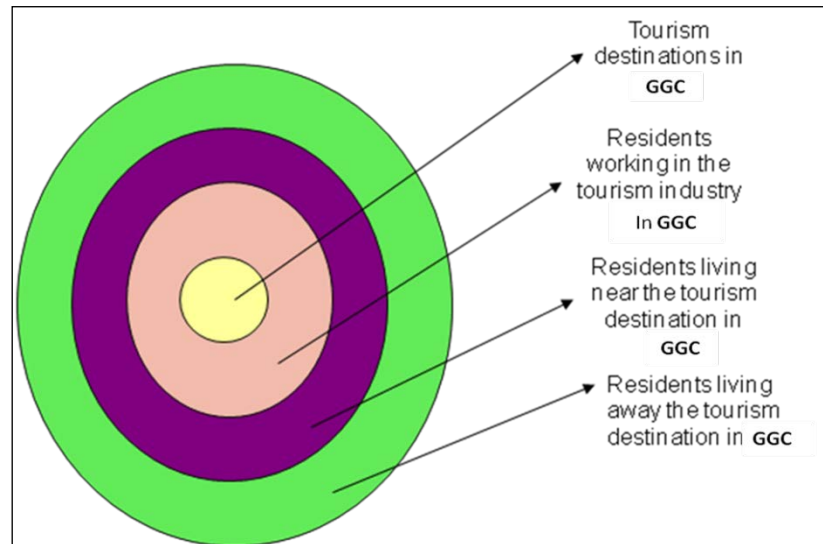 Tourism
destinations in
GGC
Residents
working in the
tourism industry
In GGC
Residents living
near the tourism
destination in
GGC
Residents living
away the tourism
destination in GGC